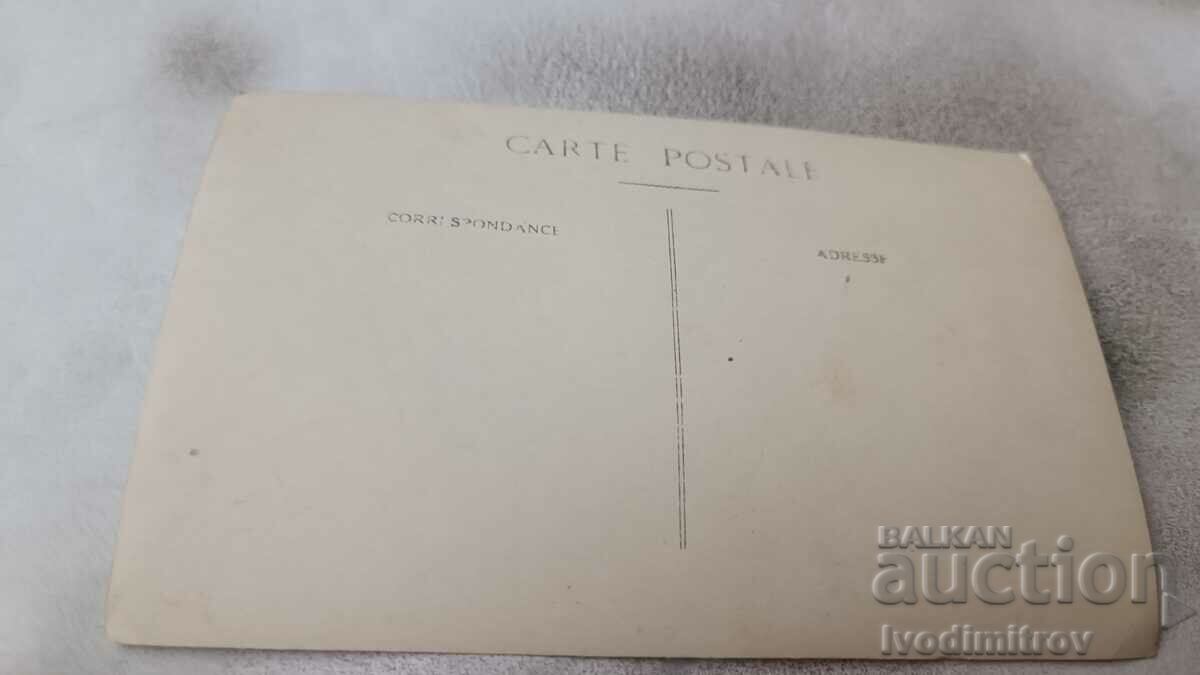 CARTE POSTALE
CORRESPONDANCE
ADRESSE
BALKAN
auction
Ivodimitrov